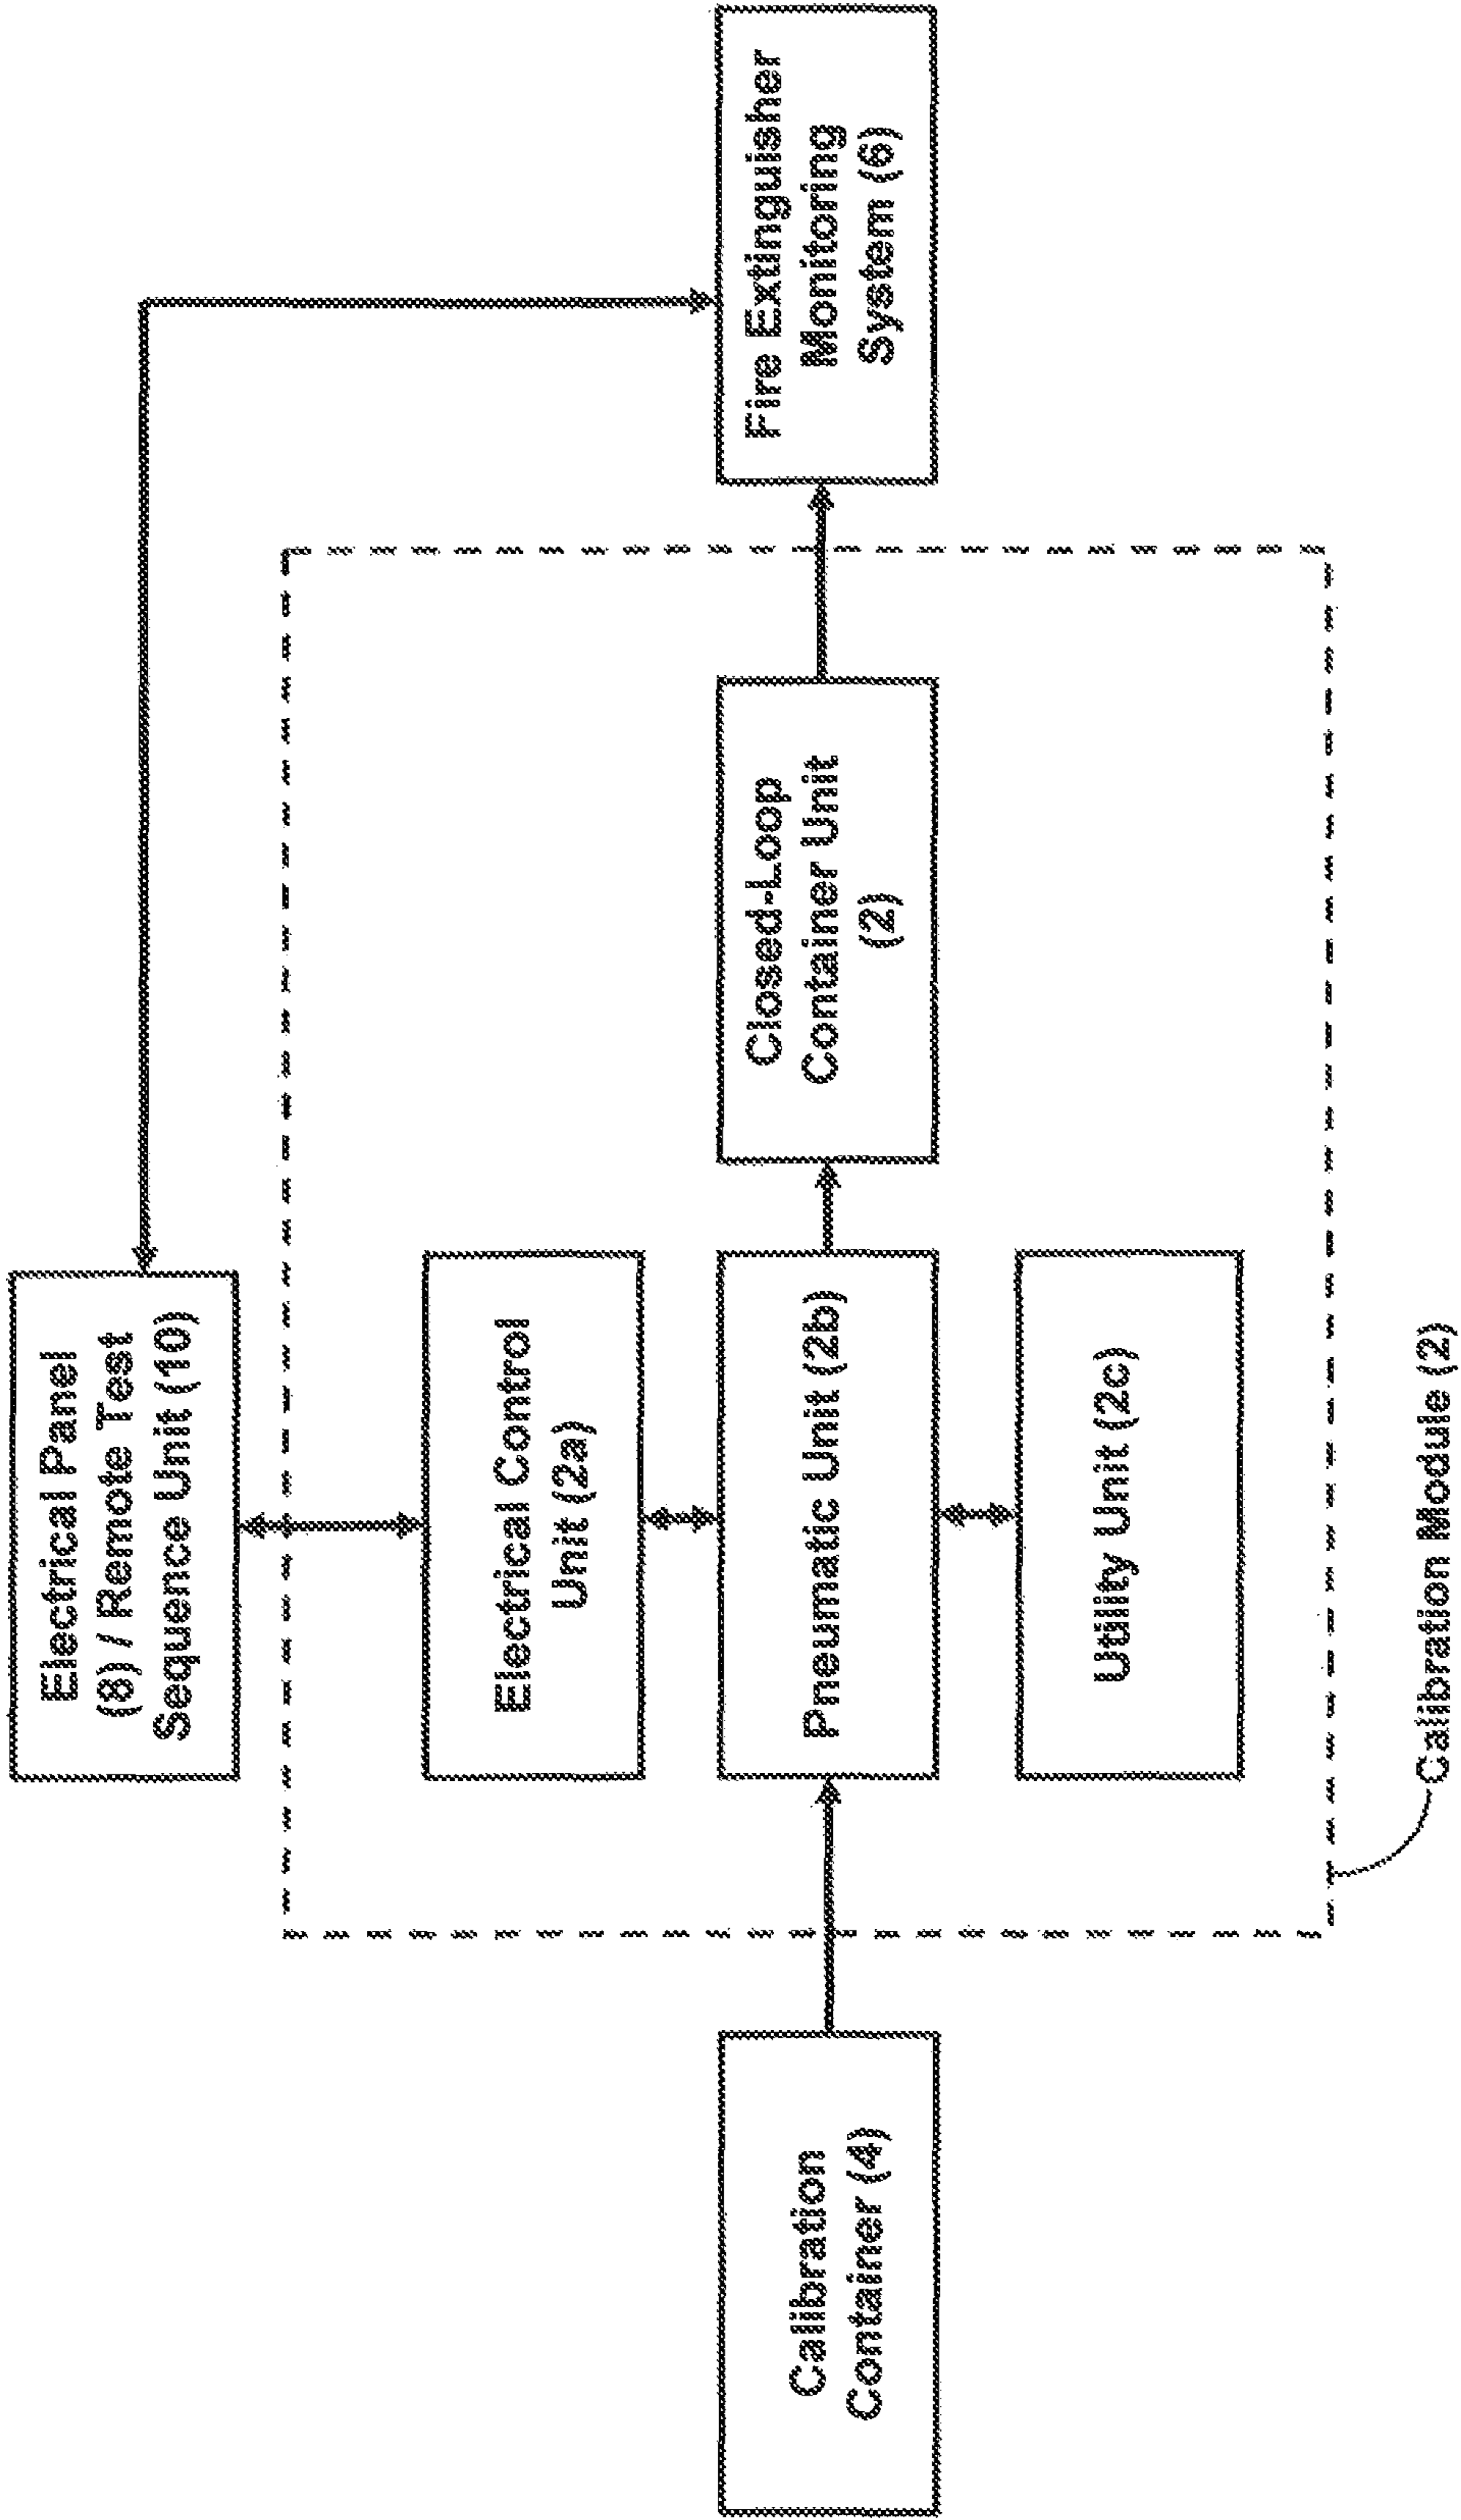 Electrical Panel
(8) / Remote Test
Sequence Unit (10)
Electrical Control
Unit (2a)
Calibration
Container (4)
Pneumatic Unit (2b)
Closed-Loop
Container Unit
(2)
Fire Extinguisher
Monitoring
System (6)
Utility Unit (2c)
Calibration Module (2)